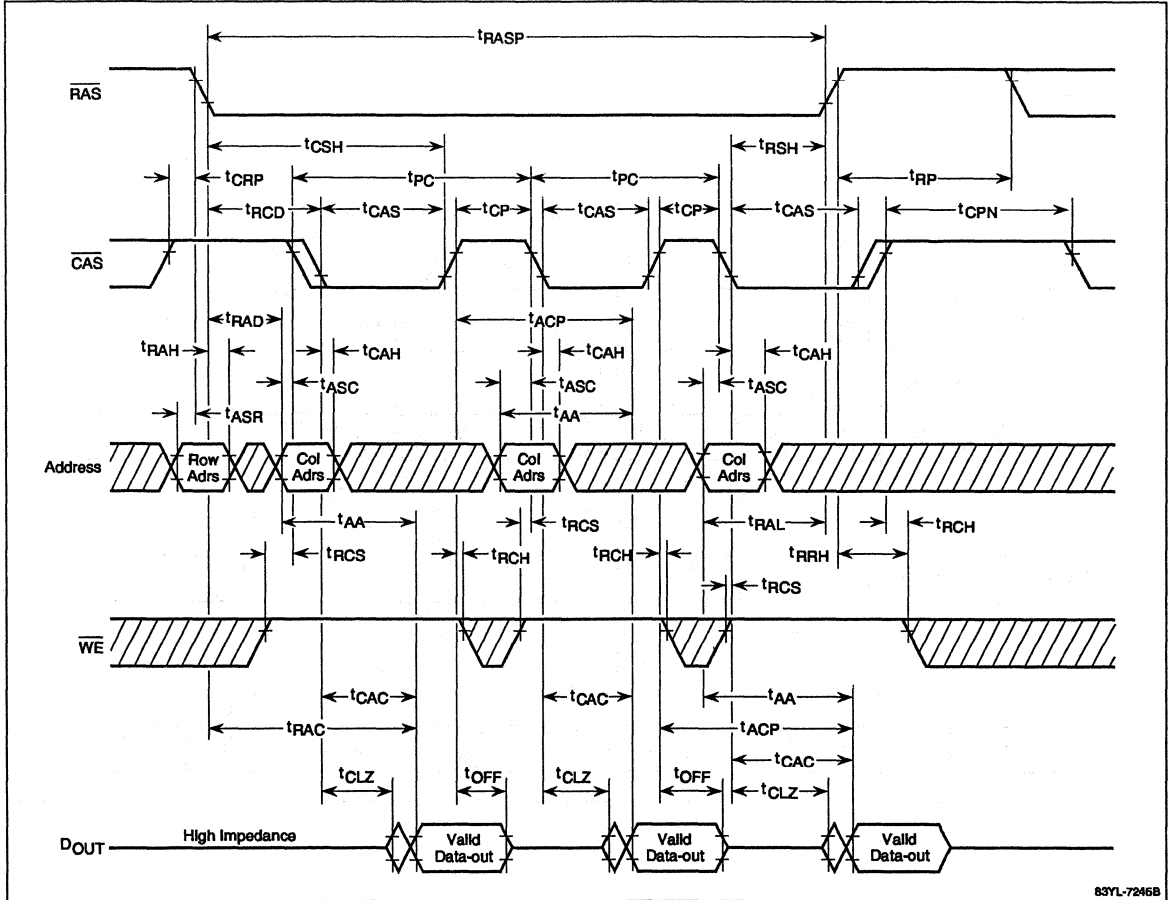 tRASP
RAS
tCSH
tRSH
tCRP
tPC
tPC
tRP
tRCD
tCAS
tCP
tCAS
tCP
tCAS
tCPN
CAS
tRAD
tACP
tRAH
tCAH
tCAH
tCAH
tASC
tASC
tASC
tASR
tAA
Address
Row Adrs
Col Adrs
Col Adrs
Col Adrs
tAA
tRCS
tRAL
tRCH
tRCS
tRCH
tRCH
tRRH
tRCS
WE
tCAC
tCAC
tAA
tRAC
tACP
tCAC
tCLZ
tOFF
tCLZ
tOFF
tCLZ
DOUT
High Impedance
Valid Data-out
Valid Data-out
Valid Data-out
83YL-7246B